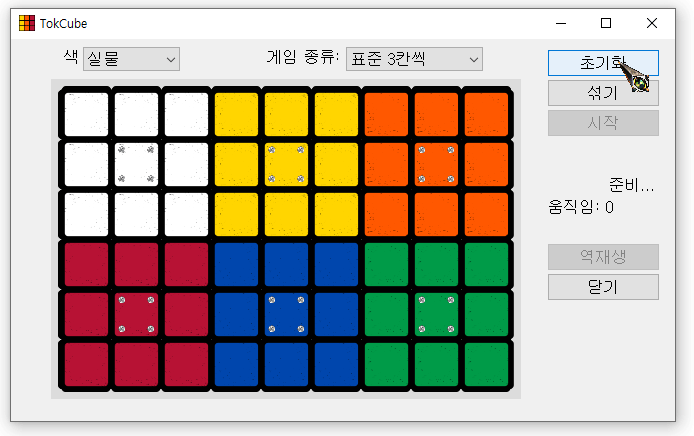 TokCube
색 실물 게임 종류: 표준 3칸씩
초기화
섞기
시작
준비...
움직임: 0
역재생
닫기